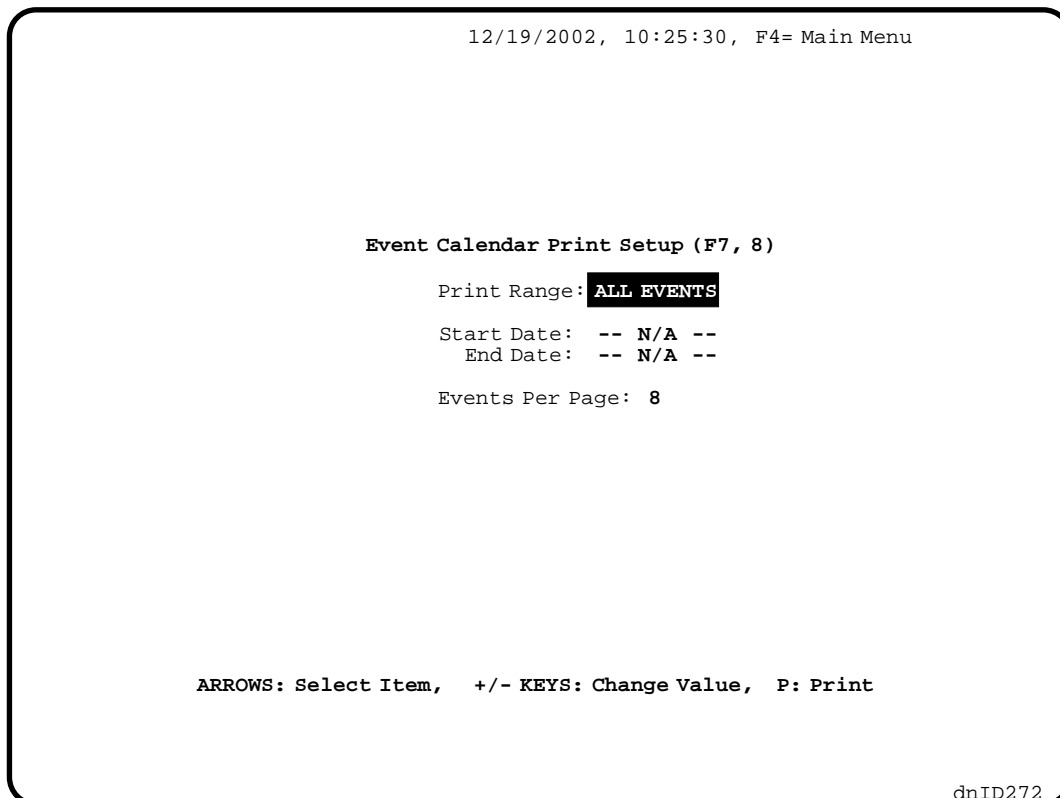 12/19/2002, 10:25:30, F4= Main Menu
Event Calendar Print Setup (F7, 8)
Print Range: ALL EVENTS
Start Date: -- N/A --
End Date: -- N/A --
Events Per Page: 8
ARROWS: Select Item, +/- KEYS: Change Value, P: Print
dnID272